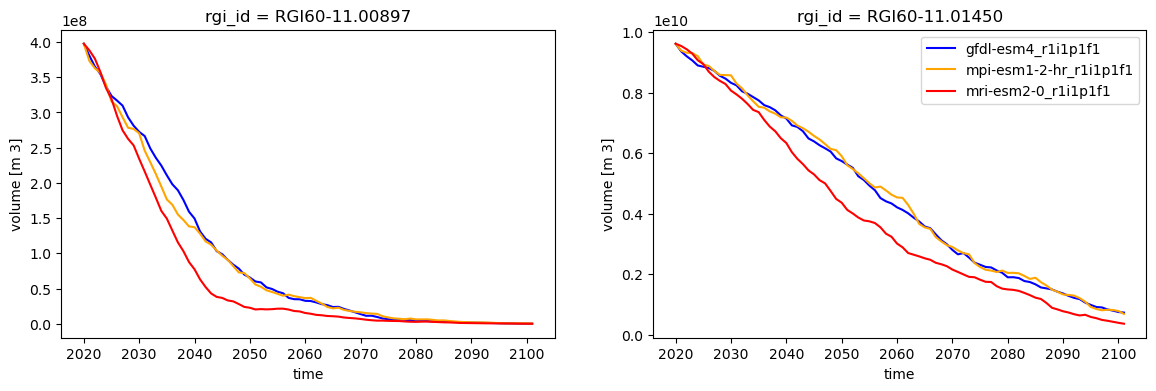 rgi_id = RGI60-11.00897
1e8
4.0
3.5
3.0
2.5
2.0
1.5
1.0
0.5
0.0
volume [m 3]
2020 2030 2040 2050 2060 2070 2080 2090 2100
time
rgi_id = RGI60-11.01450
1e10
1.0
0.8
0.6
0.4
0.2
0.0
volume [m 3]
gfdl-esm4_r1i1p1f1
mpi-esm1-2-hr_r1i1p1f1
mri-esm2-0_r1i1p1f1
2020 2030 2040 2050 2060 2070 2080 2090 2100
time